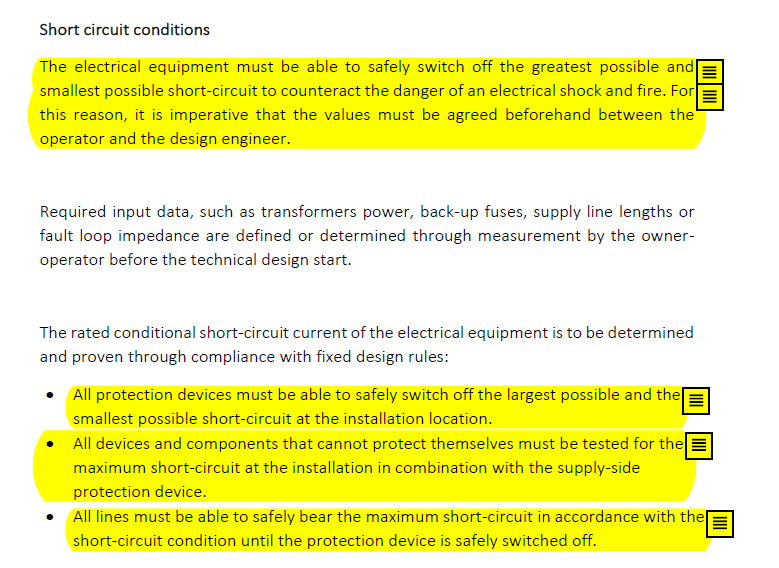 Short circuit conditions
The electrical equipment must be able to safely switch off the greatest possible and
smallest possible short-circuit to counteract the danger of an electrical shock and fire. For
this reason, it is imperative that the values must be agreed beforehand between the
operator and the design engineer.
Required input data, such as transformers power, back-up fuses, supply line lengths or
fault loop impedance are defined or determined through measurement by the owner-
operator before the technical design start.
The rated conditional short-circuit current of the electrical equipment is to be determined
and proven through compliance with fixed design rules:
• All protection devices must be able to safely switch off the largest possible and the
smallest possible short-circuit at the installation location.
• All devices and components that cannot protect themselves must be tested for the
maximum short-circuit at the installation in combination with the supply-side
protection device.
• All lines must be able to safely bear the maximum short-circuit in accordance with the
short-circuit condition until the protection device is safely switched off.